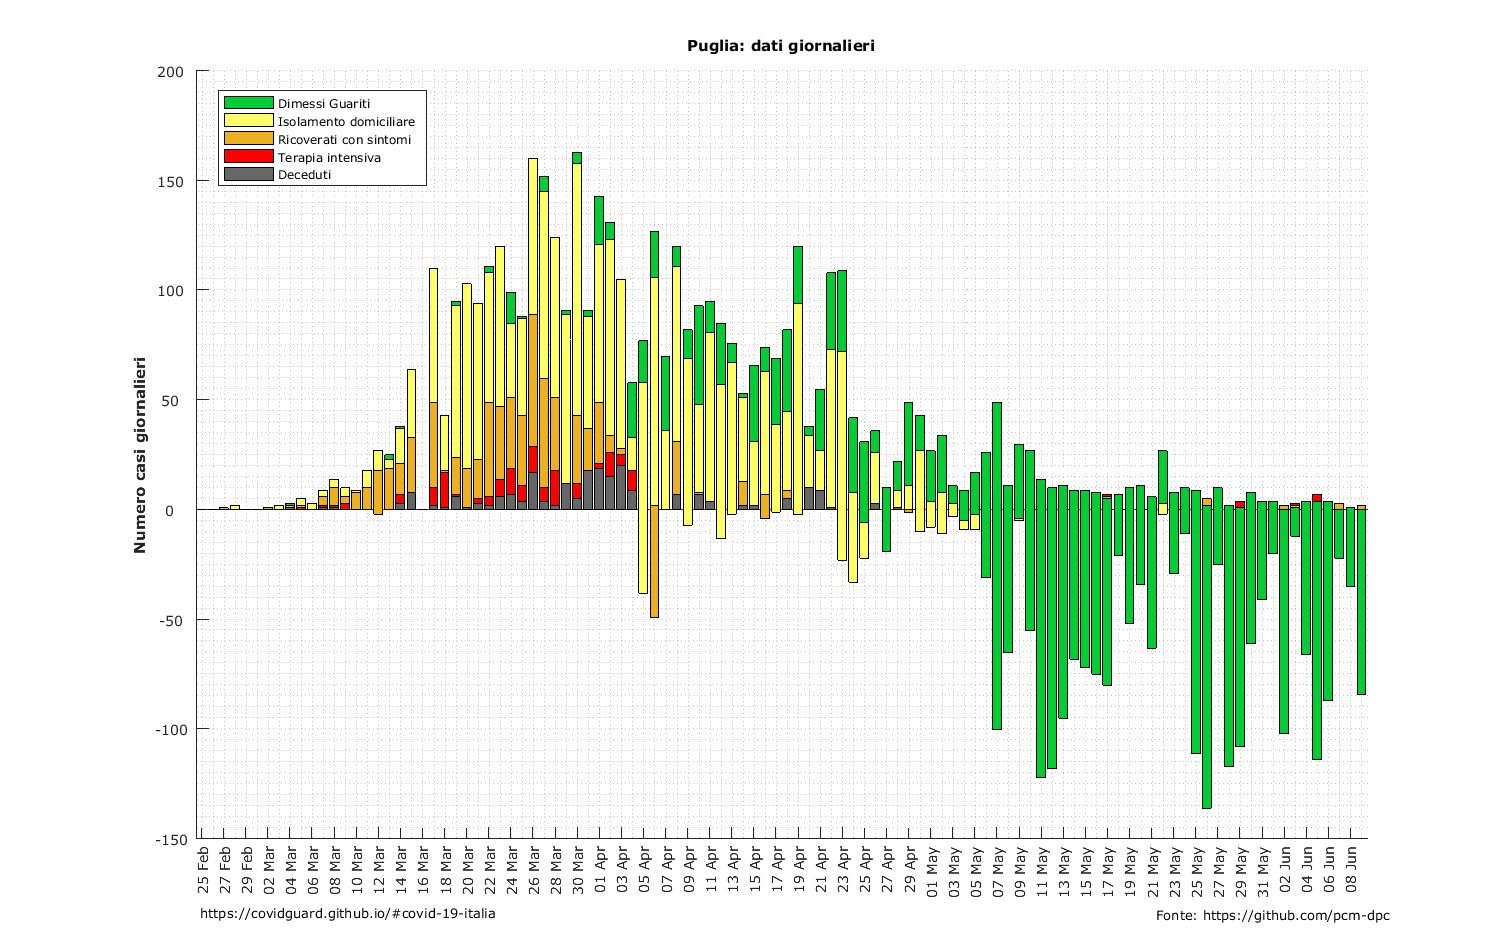 Puglia: dati giornalieri
200
150
100
50
0
-50
-100
-150
Numero casi giornalieri
Dimessi Guariti
Isolamento domiciliare
Ricoverati con sintomi
Terapia intensiva
Deceduti
25 Feb
27 Feb
29 Feb
02 Mar
04 Mar
06 Mar
08 Mar
10 Mar
12 Mar
14 Mar
16 Mar
18 Mar
20 Mar
22 Mar
24 Mar
26 Mar
28 Mar
30 Mar
01 Apr
03 Apr
05 Apr
07 Apr
09 Apr
11 Apr
13 Apr
15 Apr
17 Apr
19 Apr
21 Apr
23 Apr
25 Apr
27 Apr
29 Apr
01 May
03 May
05 May
07 May
09 May
11 May
13 May
15 May
17 May
19 May
21 May
23 May
25 May
27 May
29 May
31 May
02 Jun
04 Jun
06 Jun
08 Jun
https://covidguard.github.io/#covid-19-italia
Fonte: https://github.com/pcm-dpc